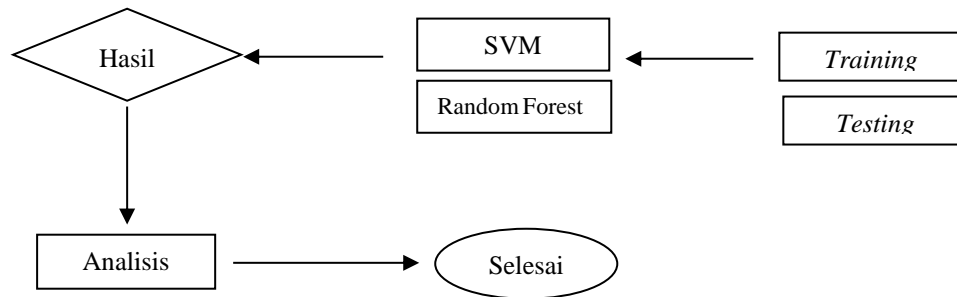 Hasil
SVM
Training
Random Forest
Testing
Analisis
Selesai